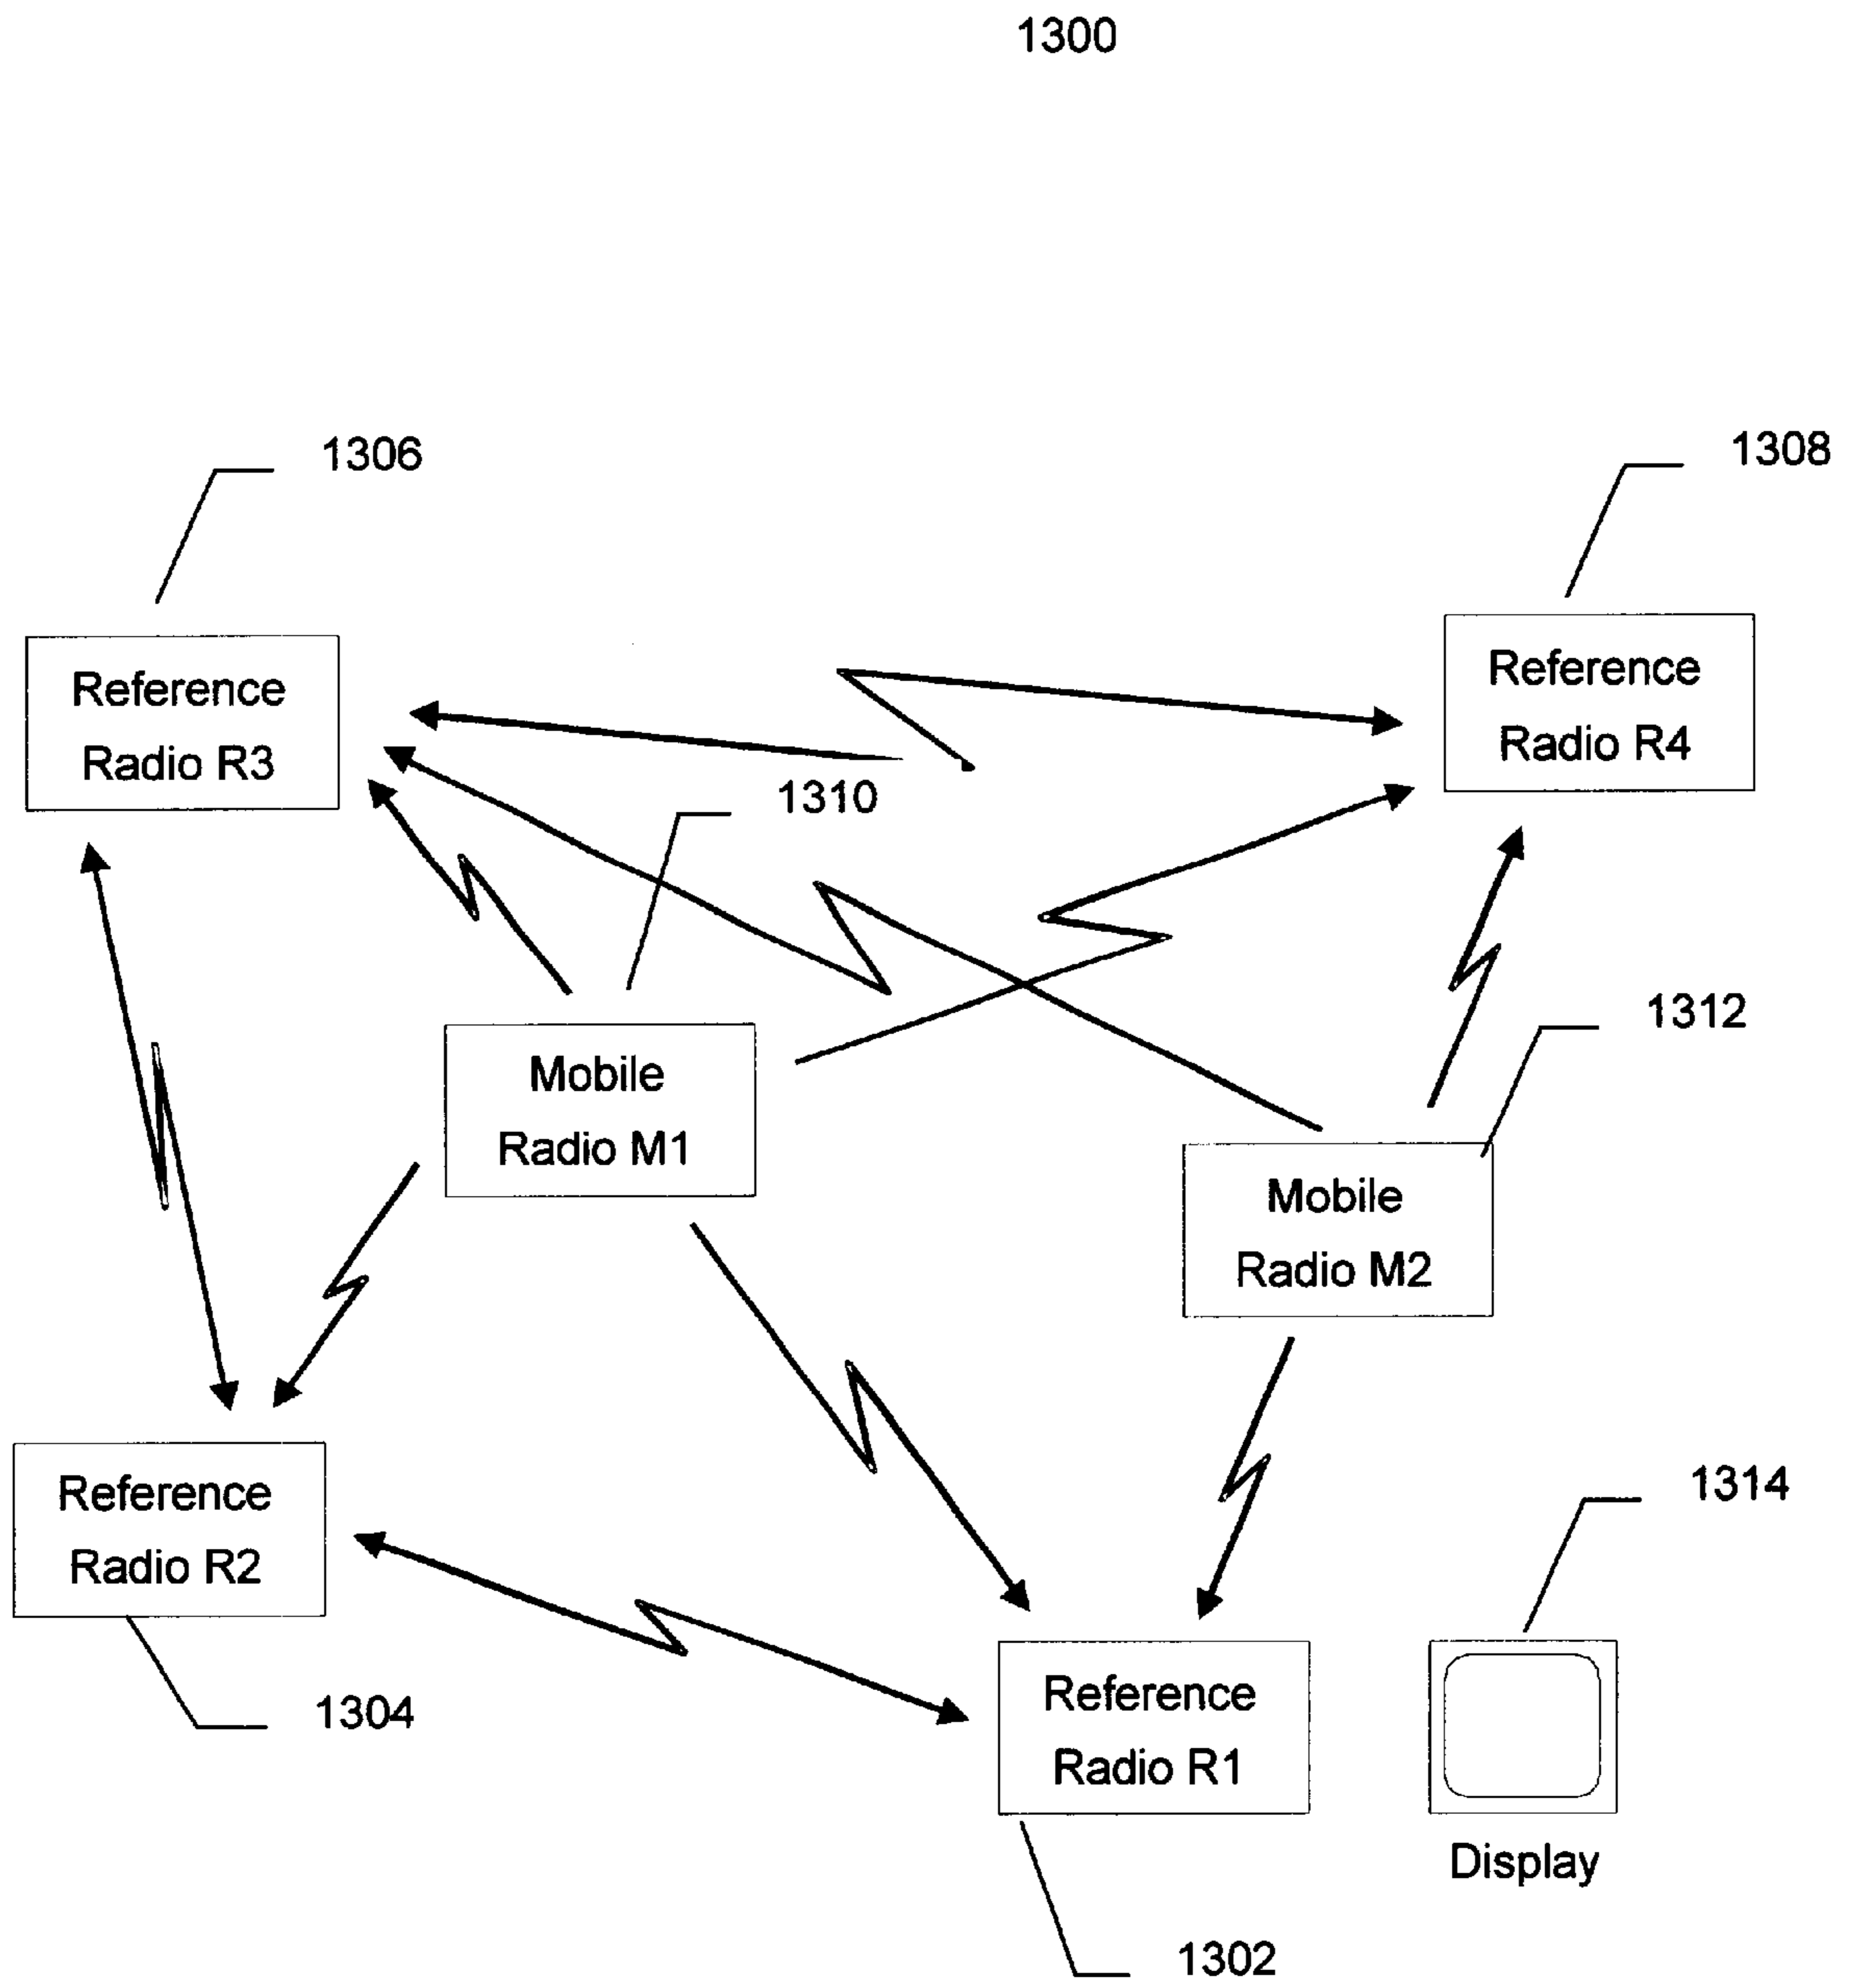 1300
1306
1308
Reference
Radio R3
Reference
Radio R4
1310
1312
Mobile
Radio M1
Mobile
Radio M2
1314
Reference
Radio R2
1304
Reference
Radio R1
Display
1302